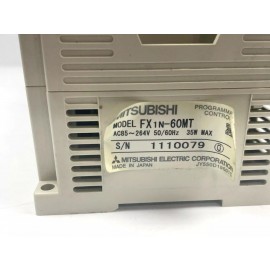 MITSUBISHI
PROGRAMMABLE
CONTROLLER
MODEL FX1N-60MT
AC85~264V 50/60Hz 35W MAX
S/N 1110079
MITSUBISHI ELECTRIC CORPORATION
MADE IN JAPAN